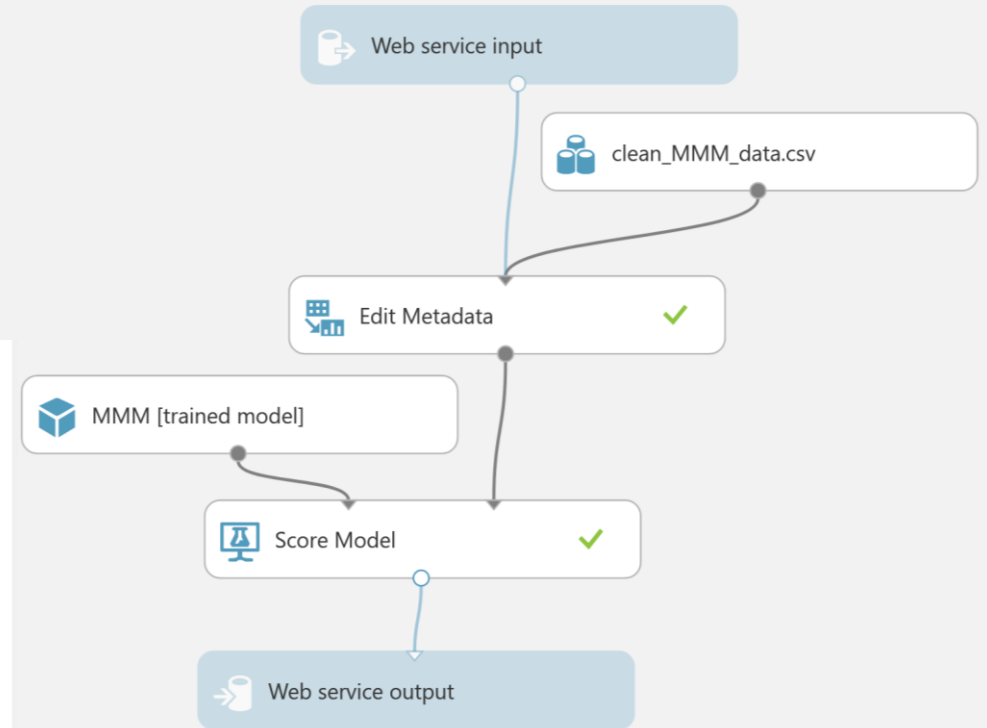 Web service input
clean_MMM_data.csv
Edit Metadata
MMM [trained model]
Score Model
Web service output